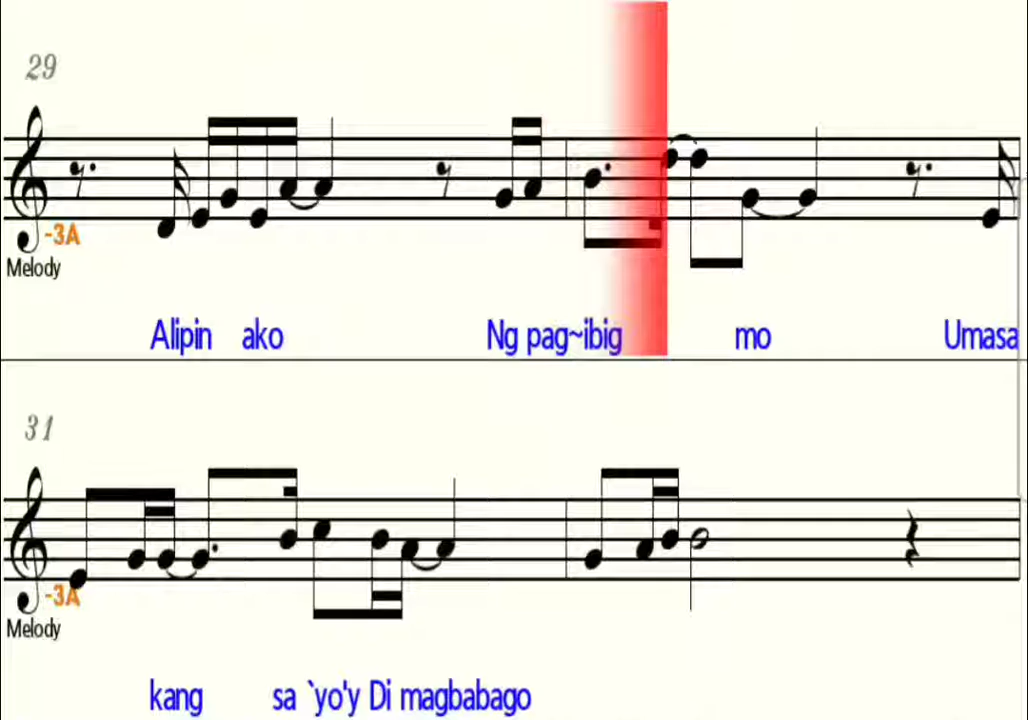 29
-3A
Melody
Alipin ako Ng pag~ibig mo Umasa
31
-3A
Melody
kang sa `yo'y Di magbabago